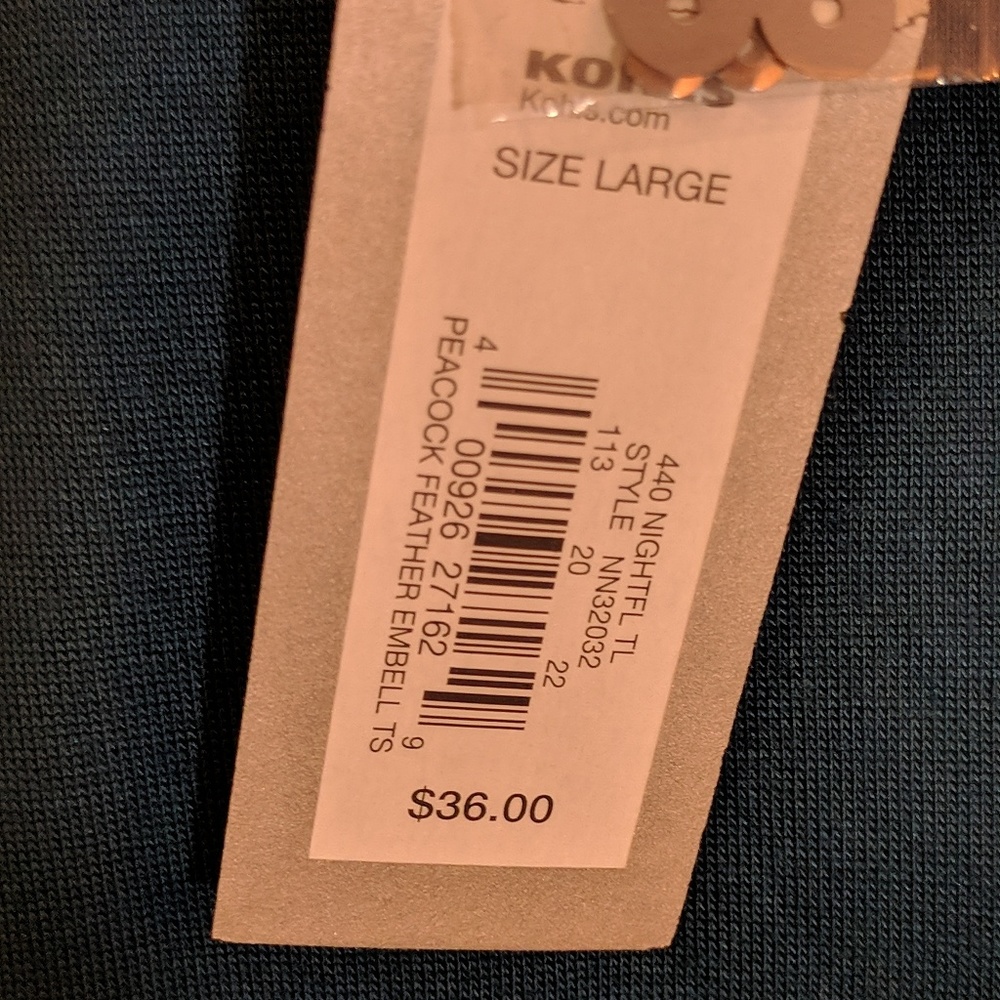 KOHL'S
Kohls.com
SIZE LARGE
440 NIGHTFL TL
STYLE NN32032
113 20 22
4 00926 27162 9
PEACOCK FEATHER EMBELL TS
$36.00